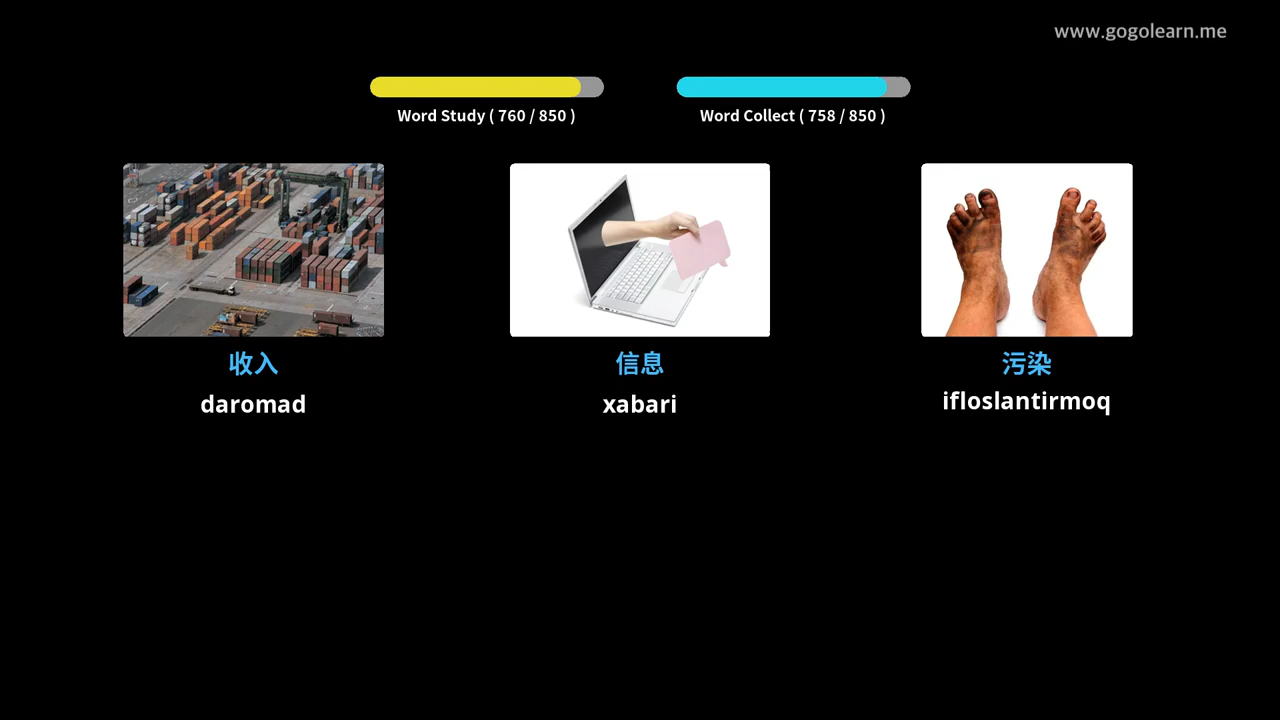 www.gogolearn.me
Word Study ( 760 / 850 )
Word Collect ( 758 / 850 )
收入
信息
污染
daromad
xabari
ifloslantirmoq